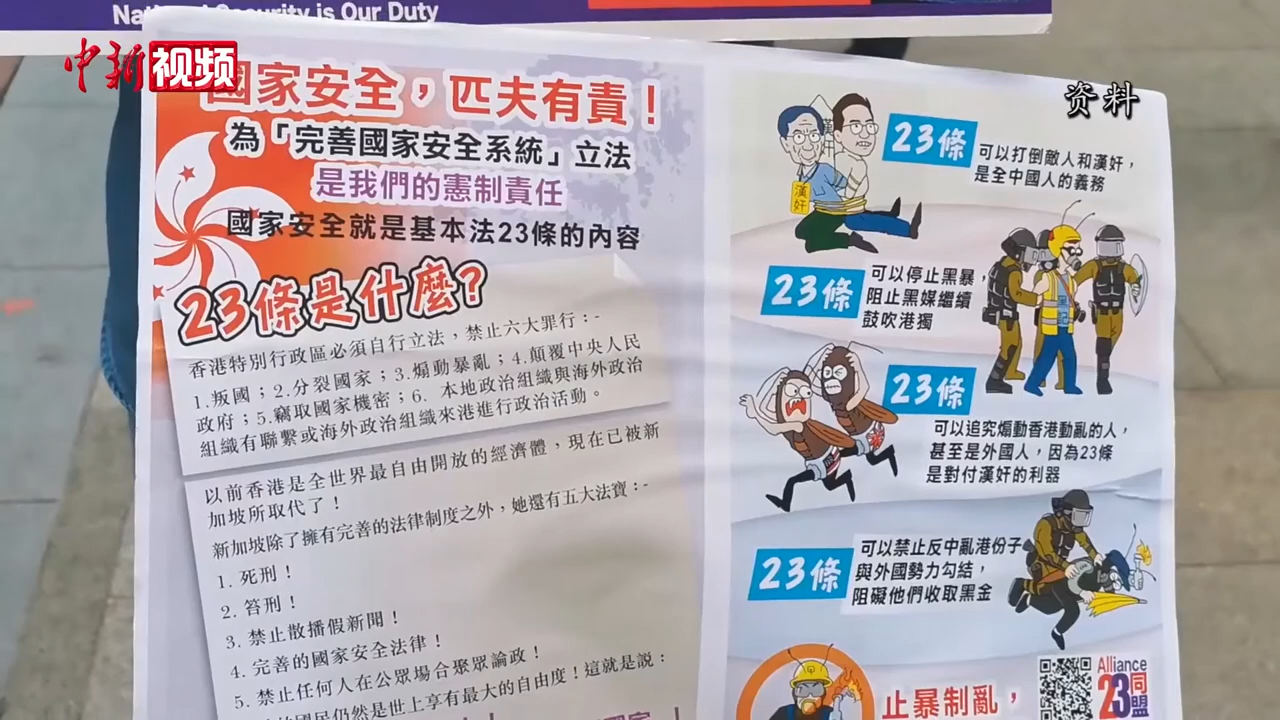 National Security is Our Duty
中新视频
资料
國家安全，匹夫有責！
為「完善國家安全系統」立法
是我們的憲制責任
國家安全就是基本法23條的內容
23條是什麼?
香港特別行政區必須自行立法，禁止六大罪行：-
1.叛國；2.分裂國家；3.煽動暴亂；4.顛覆中央人民
政府；5.竊取國家機密；6. 本地政治組織與海外政治
組織有聯繫或海外政治組織來港進行政治活動。
以前香港是全世界最自由開放的經濟體，現在已被新
加坡所取代了！
新加坡除了擁有完善的法律制度之外，她還有五大法寶：-
1. 死刑！
2. 笞刑！
3. 禁止散播假新聞！
4. 完善的國家安全法律！
5. 禁止任何人在公眾場合聚眾論政！
國民仍然是世上享有最大的自由度！這就是説：
漢奸
23條
可以打倒敵人和漢奸，
是全中國人的義務
23條
可以停止黑暴，
阻止黑媒繼續
鼓吹港獨
23條
可以追究煽動香港動亂的人，
甚至是外國人，因為23條
是對付漢奸的利器
23條
可以禁止反中亂港份子
與外國勢力勾結，
阻礙他們收取黑金
止暴制亂，
Alliance
23同盟